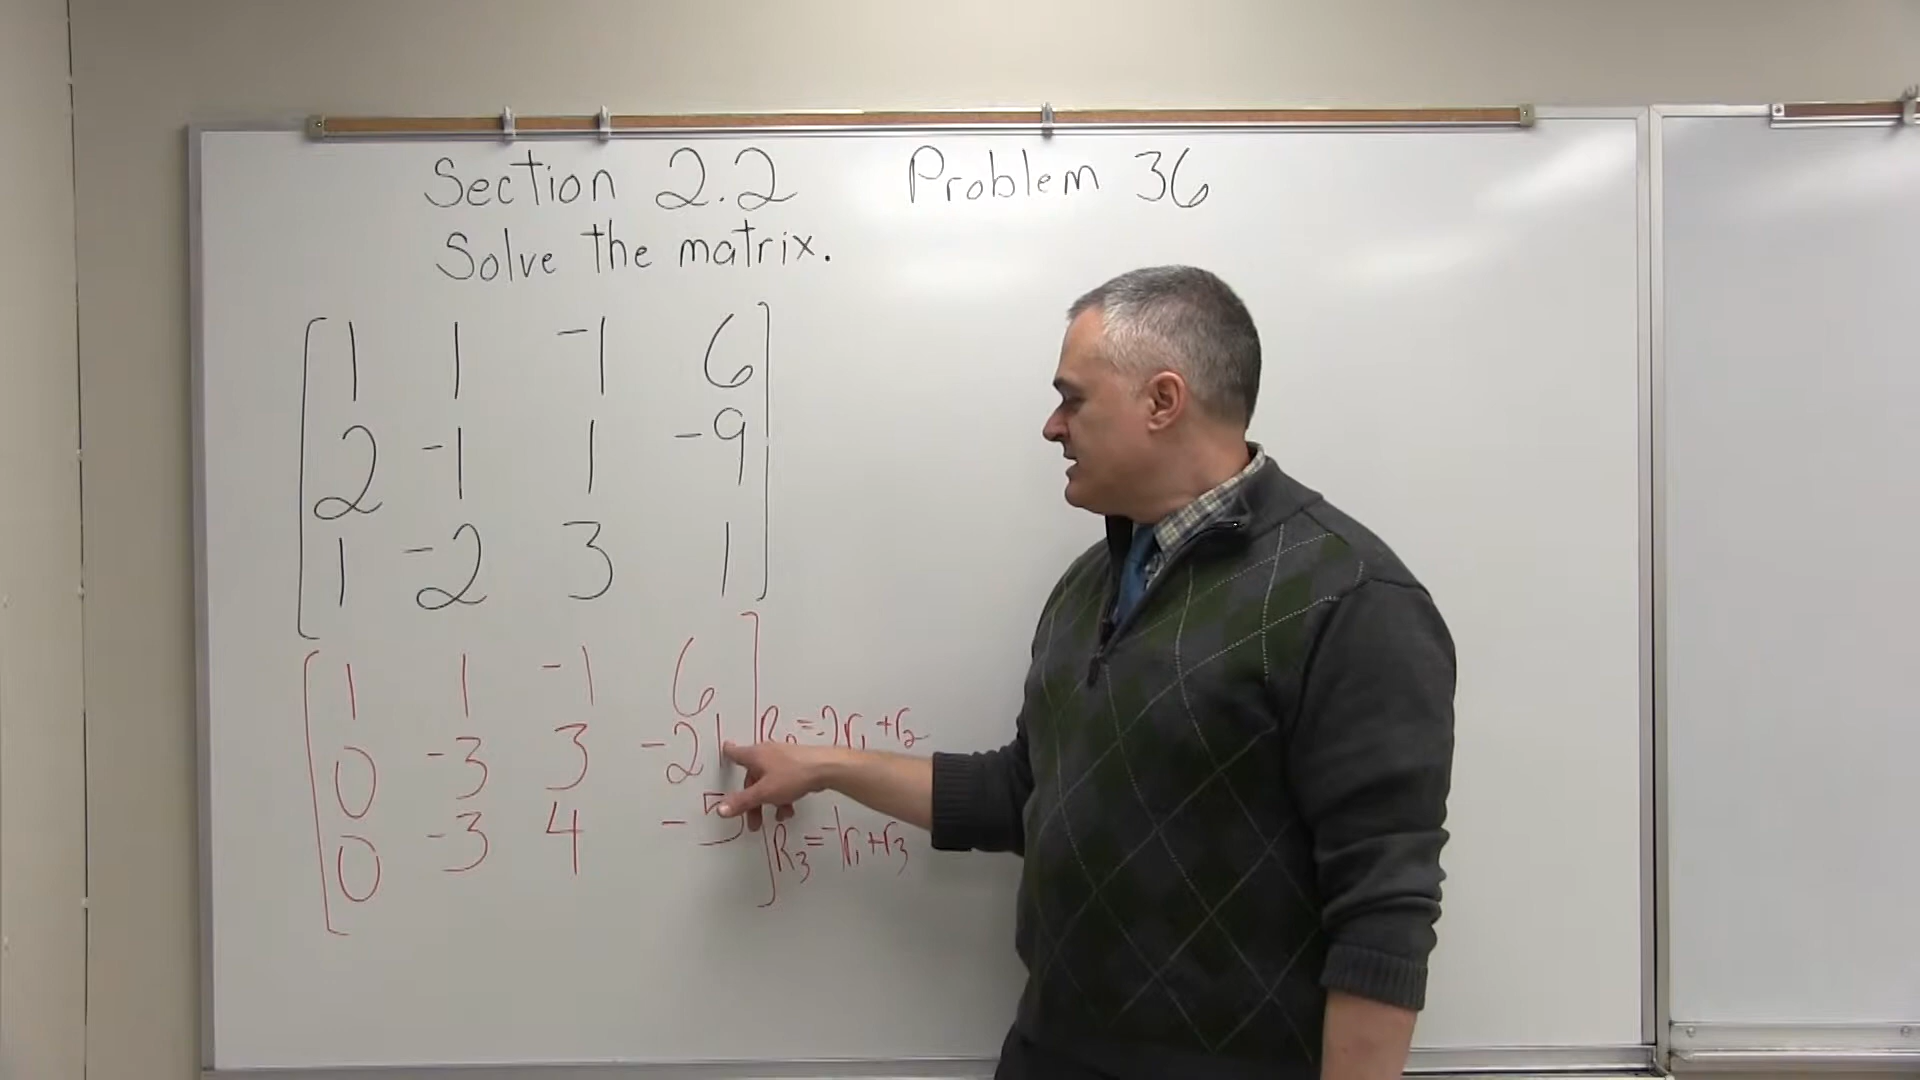 Section 2.2 Problem 36
Solve the matrix.
1 1 -1 6
2 -1 1 -9
1 -2 3 1
1 1 -1 6
0 -3 3 -21 R2=-2r1+r2
0 -3 4 -5 R3=-1r1+r3